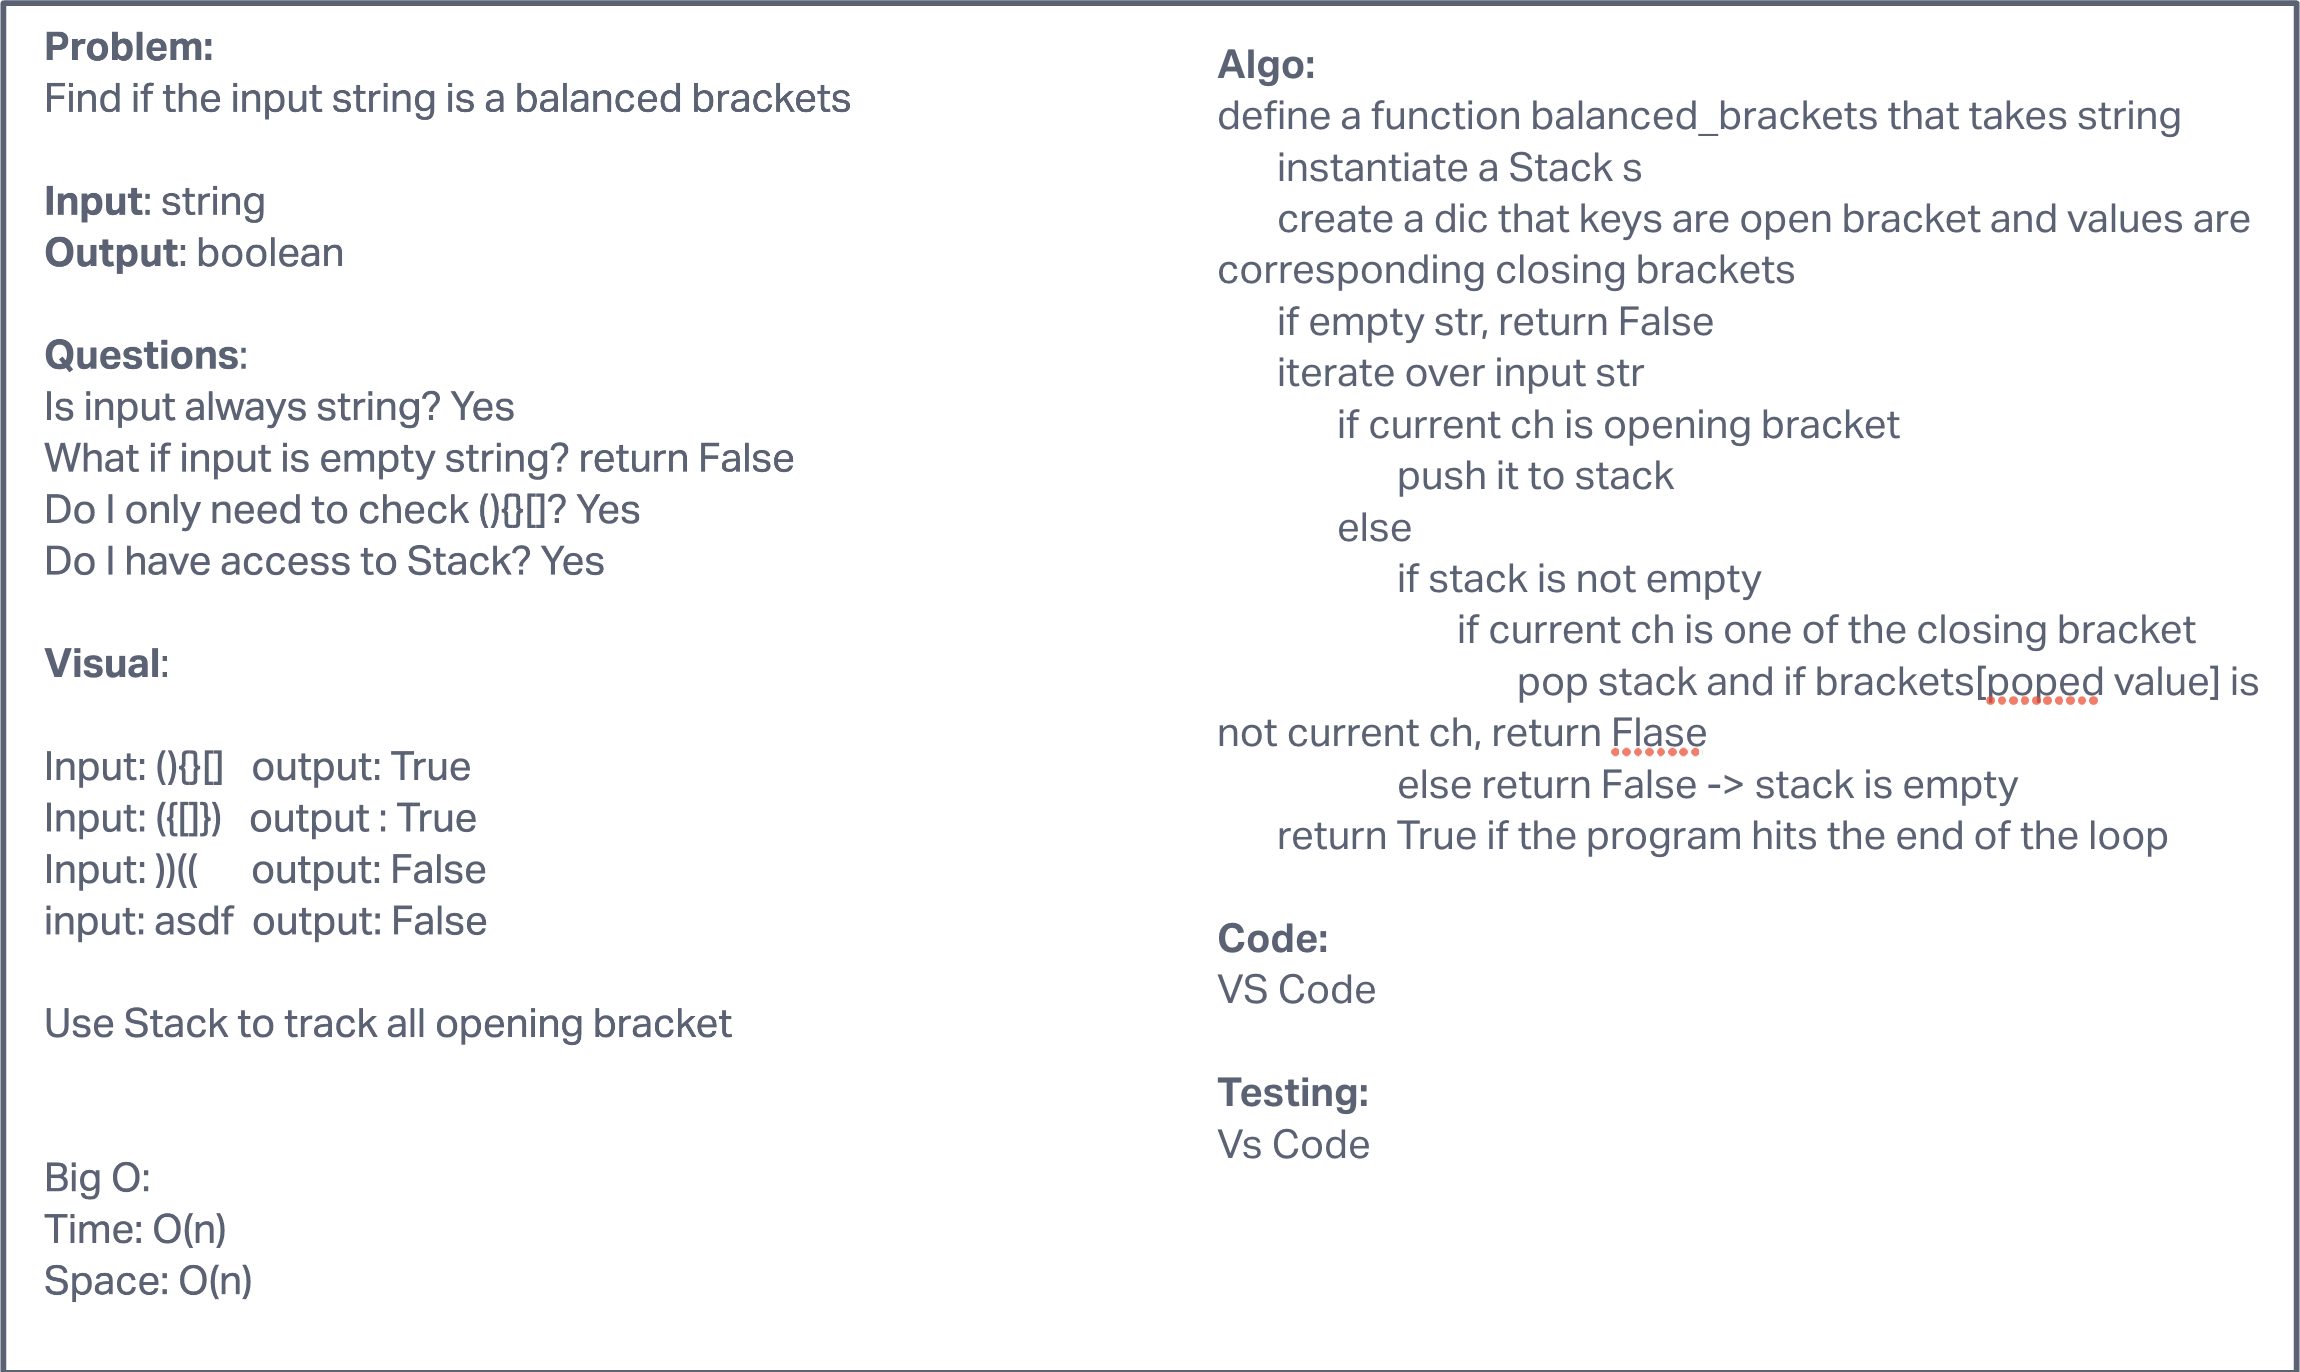 Problem:
Find if the input string is a balanced brackets
Input: string
Output: boolean
Questions:
Is input always string? Yes
What if input is empty string? return False
Do I only need to check (){}[]? Yes
Do I have access to Stack? Yes
Visual:
Input: (){}[] output: True
Input: ({[]}) output : True
Input: ))(( output: False
input: asdf output: False
Use Stack to track all opening bracket
Big O:
Time: O(n)
Space: O(n)
Algo:
define a function balanced_brackets that takes string
instantiate a Stack s
create a dic that keys are open bracket and values are
corresponding closing brackets
if empty str, return False
iterate over input str
if current ch is opening bracket
push it to stack
else
if stack is not empty
if current ch is one of the closing bracket
pop stack and if brackets[poped value] is
not current ch, return Flase
else return False -> stack is empty
return True if the program hits the end of the loop
Code:
VS Code
Testing:
Vs Code